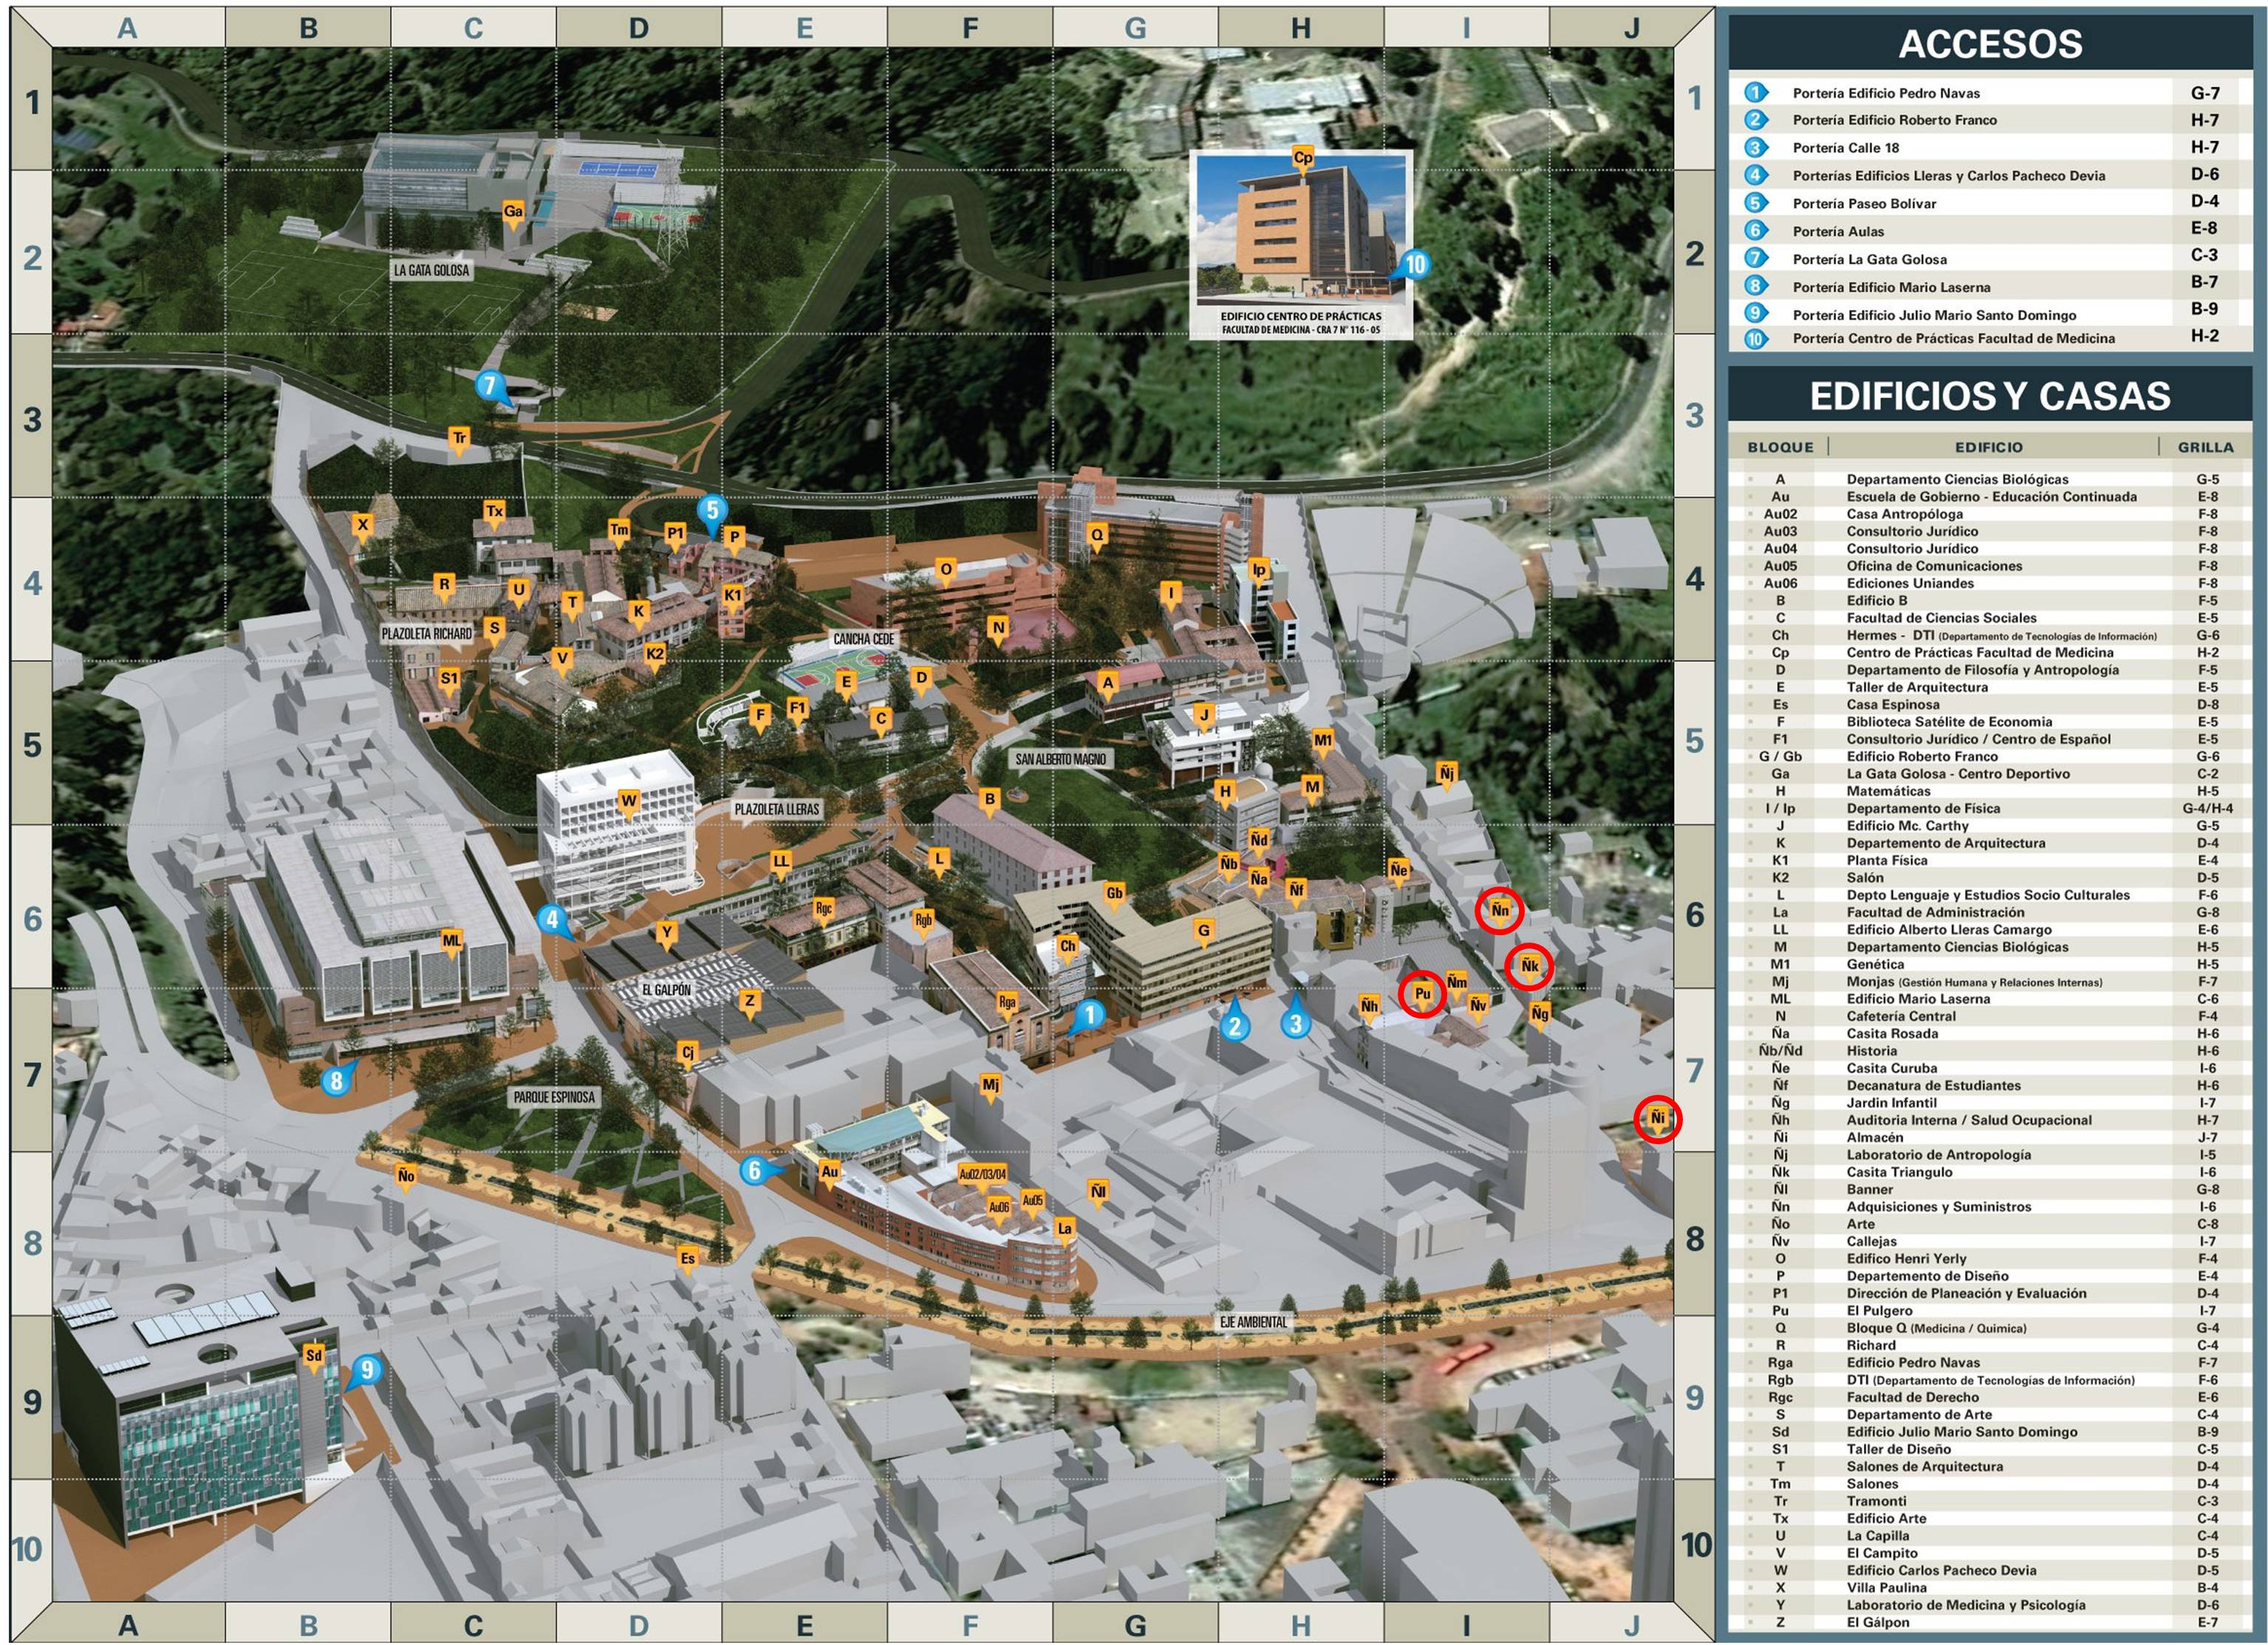 A B C D E F G H I J
1
1
2
2
3
3
4
4
5
5
6
6
7
7
8
8
9
9
10
10
A B C D E F G H I J
Cp
Ga
LA GATA GOLOSA
10
EDIFICIO CENTRO DE PRÁCTICAS
FACULTAD DE MEDICINA - CRA 7 N° 116 - 05
7
Tr
X
Tx
Tm
P1
5
P
Q
R
U
T
K
K1
O
I
Ip
PLAZOLETA RICHARD
S
V
K2
CANCHA CEDE
N
S1
F
F1
E
C
D
A
J
M1
SAN ALBERTO MAGNO
Ñj
W
PLAZOLETA LLERAS
B
H
M
LL
L
Ñd
Ñb
Ña
Ñf
Ñe
Rgc
Rgb
Gb
G
Ch
Ñn
4
Y
ML
EL GALPÓN
Z
Rga
1
2
3
Ñh
Pu
Ñm
Ñv
Ñk
Ñg
8
Cj
PARQUE ESPINOSA
Mj
Ñi
Ño
6
Au
Au02/03/04
Au06
Au05
La
Ñl
Es
EJE AMBIENTAL
Sd
9
ACCESOS
1 Portería Edificio Pedro Navas G-7
2 Portería Edificio Roberto Franco H-7
3 Portería Calle 18 H-7
4 Porterías Edificios Lleras y Carlos Pacheco Devia D-6
5 Portería Paseo Bolívar D-4
6 Portería Aulas E-8
7 Portería La Gata Golosa C-3
8 Portería Edificio Mario Laserna B-7
9 Portería Edificio Julio Mario Santo Domingo B-9
10 Portería Centro de Prácticas Facultad de Medicina H-2
EDIFICIOS Y CASAS
BLOQUE EDIFICIO GRILLA
A Departamento Ciencias Biológicas G-5
Au Escuela de Gobierno - Educación Continuada E-8
Au02 Casa Antropóloga F-8
Au03 Consultorio Jurídico F-8
Au04 Consultorio Jurídico F-8
Au05 Oficina de Comunicaciones F-8
Au06 Ediciones Uniandes F-8
B Edificio B F-5
C Facultad de Ciencias Sociales E-5
Ch Hermes - DTI (Departamento de Tecnologías de Información) G-6
Cp Centro de Prácticas Facultad de Medicina H-2
D Departamento de Filosofía y Antropología F-5
E Taller de Arquitectura E-5
Es Casa Espinosa D-8
F Biblioteca Satélite de Economia E-5
F1 Consultorio Jurídico / Centro de Español E-5
G / Gb Edificio Roberto Franco G-6
Ga La Gata Golosa - Centro Deportivo C-2
H Matemáticas H-5
I / Ip Departamento de Física G-4/H-4
J Edificio Mc. Carthy G-5
K Departemento de Arquitectura D-4
K1 Planta Física E-4
K2 Salón D-5
L Depto Lenguaje y Estudios Socio Culturales F-6
La Facultad de Administración G-8
LL Edificio Alberto Lleras Camargo E-6
M Departamento Ciencias Biológicas H-5
M1 Genética H-5
Mj Monjas (Gestión Humana y Relaciones Internas) F-7
ML Edificio Mario Laserna C-6
N Cafetería Central F-4
Ña Casita Rosada H-6
Ñb/Ñd Historia H-6
Ñe Casita Curuba I-6
Ñf Decanatura de Estudiantes H-6
Ñg Jardin Infantil I-7
Ñh Auditoria Interna / Salud Ocupacional H-7
Ñi Almacén J-7
Ñj Laboratorio de Antropología I-5
Ñk Casita Triangulo I-6
Ñl Banner G-8
Ñn Adquisiciones y Suministros I-6
Ño Arte C-8
Ñv Callejas I-7
O Edifico Henri Yerly F-4
P Departemento de Diseño E-4
P1 Dirección de Planeación y Evaluación D-4
Pu El Pulgero I-7
Q Bloque Q (Medicina / Quimica) G-4
R Richard C-4
Rga Edificio Pedro Navas F-7
Rgb DTI (Departamento de Tecnologías de Información) F-6
Rgc Facultad de Derecho E-6
S Departamento de Arte C-4
Sd Edificio Julio Mario Santo Domingo B-9
S1 Taller de Diseño C-5
T Salones de Arquitectura D-4
Tm Salones D-4
Tr Tramonti C-3
Tx Edificio Arte C-4
U La Capilla C-4
V El Campito D-5
W Edificio Carlos Pacheco Devia D-5
X Villa Paulina B-4
Y Laboratorio de Medicina y Psicología D-6
Z El Gálpon E-7